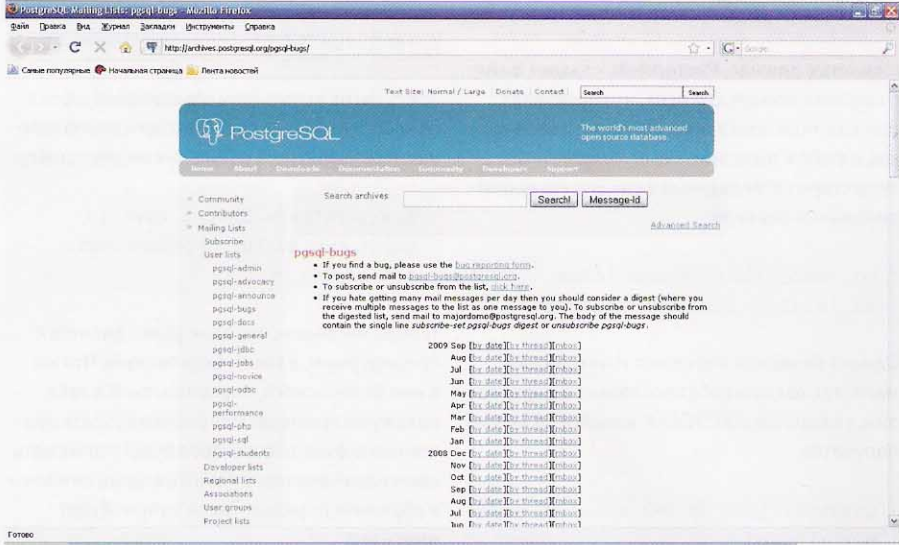 PostgreSQL Mailing Lists: pgsql-bugs - Mozilla Firefox
Файл Правка Вид Журнал Закладки Инструменты Справка
http://archives.postgresql.org/pgsql-bugs/
Самые популярные Начальная страница Лента новостей
Text Size: Normal / Large Donate Contact Search Search
PostgreSQL
The world's most advanced
open source database.
Home About Downloads Documentation Community Developers Support
Community
Contributors
Mailing Lists
Subscribe
User lists
pgsql-admin
pgsql-advocacy
pgsql-announce
pgsql-bugs
pgsql-docs
pgsql-general
pgsql-jdbc
pgsql-jobs
pgsql-novice
pgsql-odbc
pgsql-
performance
pgsql-php
pgsql-sql
pgsql-students
Developer lists
Regional lists
Associations
User groups
Project lists
Search archives Search! Message-Id
Advanced Search
pgsql-bugs
• If you find a bug, please use the bug reporting form.
• To post, send mail to pgsql-bugs@postgresql.org.
• To subscribe or unsubscribe from the list, click here.
• If you hate getting many mail messages per day then you should consider a digest (where you
receive multiple messages to the list as one message to you). To subscribe or unsubscribe from
the digested list, send mail to majordomo@postgresql.org. The body of the message should
contain the single line subscribe-set pgsql-bugs digest or unsubscribe pgsql-bugs.
2009 Sep [by date][by thread][mbox]
Aug [by date][by thread][mbox]
Jul [by date][by thread][mbox]
Jun [by date][by thread][mbox]
May [by date][by thread][mbox]
Apr [by date][by thread][mbox]
Mar [by date][by thread][mbox]
Feb [by date][by thread][mbox]
Jan [by date][by thread][mbox]
2008 Dec [by date][by thread][mbox]
Nov [by date][by thread][mbox]
Oct [by date][by thread][mbox]
Sep [by date][by thread][mbox]
Aug [by date][by thread][mbox]
Jul [by date][by thread][mbox]
Jun [by date][by thread][mbox]
Готово